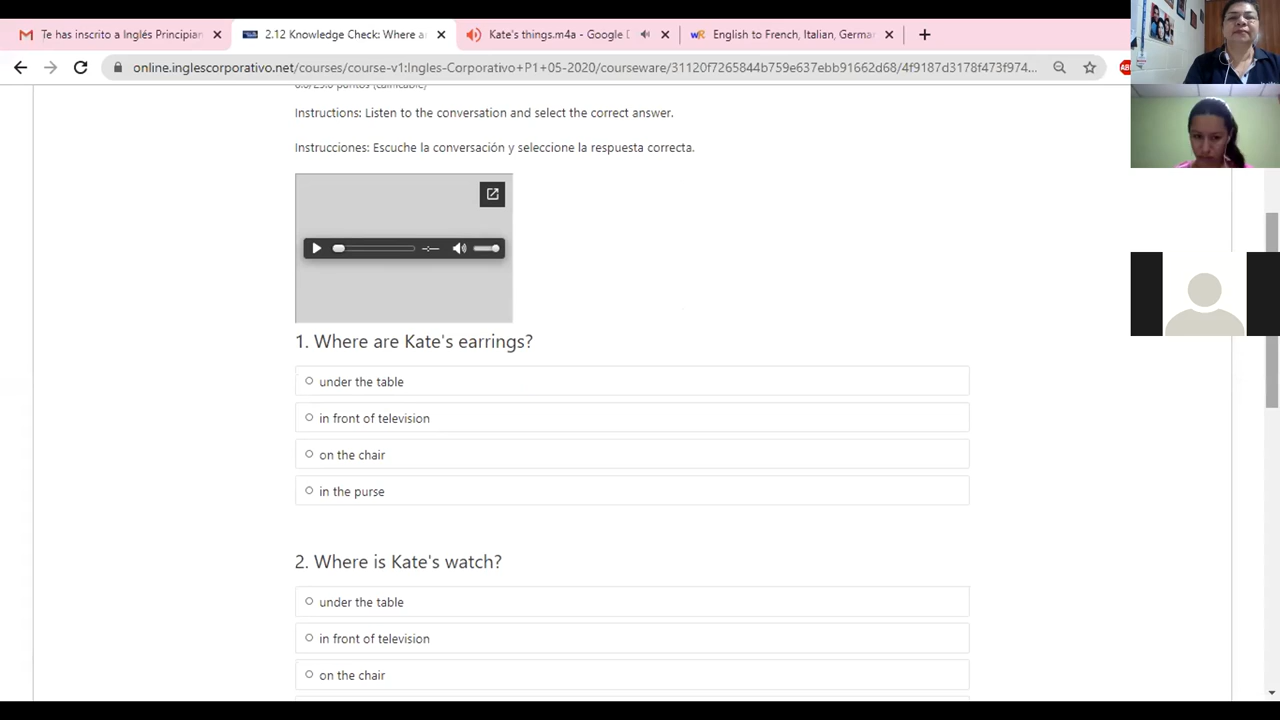 Te has inscrito a Inglés Principian
2.12 Knowledge Check: Where a
Kate's things.m4a - Google D
English to French, Italian, Germa
online.inglescorporativo.net/courses/course-v1:Ingles-Corporativo+P1+05-2020/courseware/31120f7265844b759e637ebb91662d68/4f9187d3178f473f974...
Instructions: Listen to the conversation and select the correct answer.
Instrucciones: Escuche la conversación y seleccione la respuesta correcta.
1. Where are Kate's earrings?
under the table
in front of television
on the chair
in the purse
2. Where is Kate's watch?
under the table
in front of television
on the chair